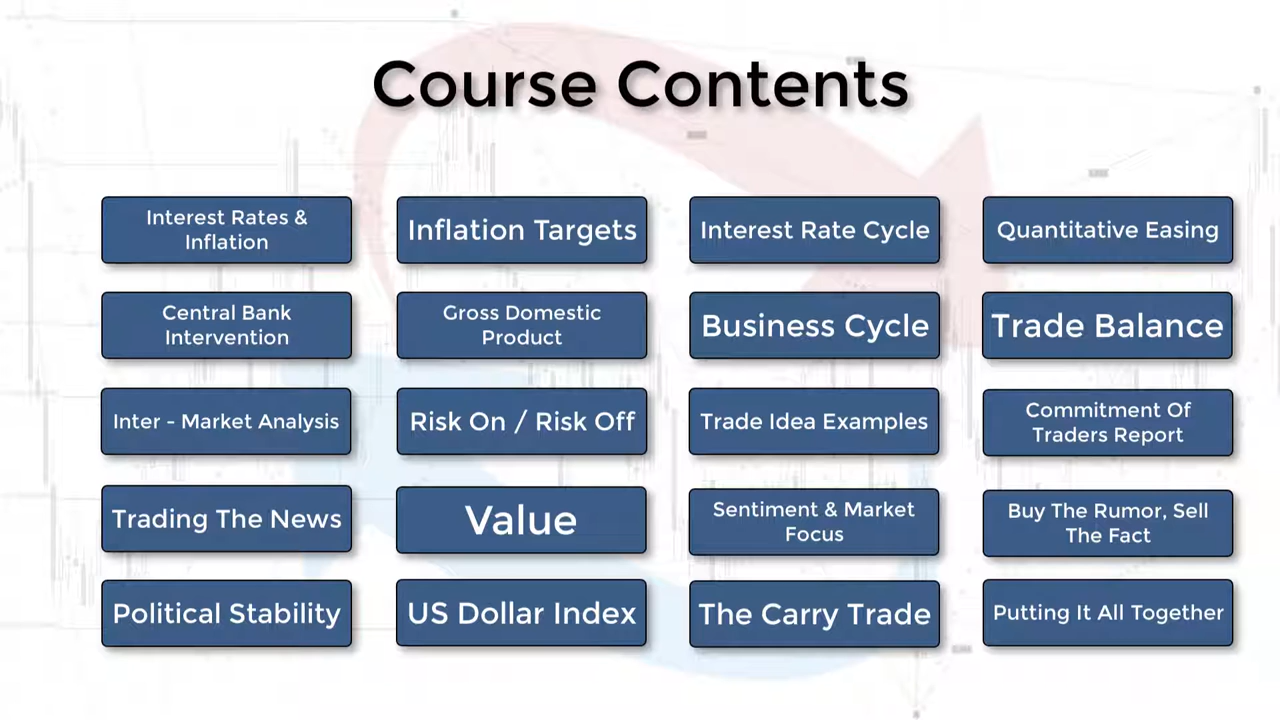 Course Contents
Interest Rates &
Inflation
Inflation Targets
Interest Rate Cycle
Quantitative Easing
Central Bank
Intervention
Gross Domestic
Product
Business Cycle
Trade Balance
Inter - Market Analysis
Risk On / Risk Off
Trade Idea Examples
Commitment Of
Traders Report
Trading The News
Value
Sentiment & Market
Focus
Buy The Rumor, Sell
The Fact
Political Stability
US Dollar Index
The Carry Trade
Putting It All Together